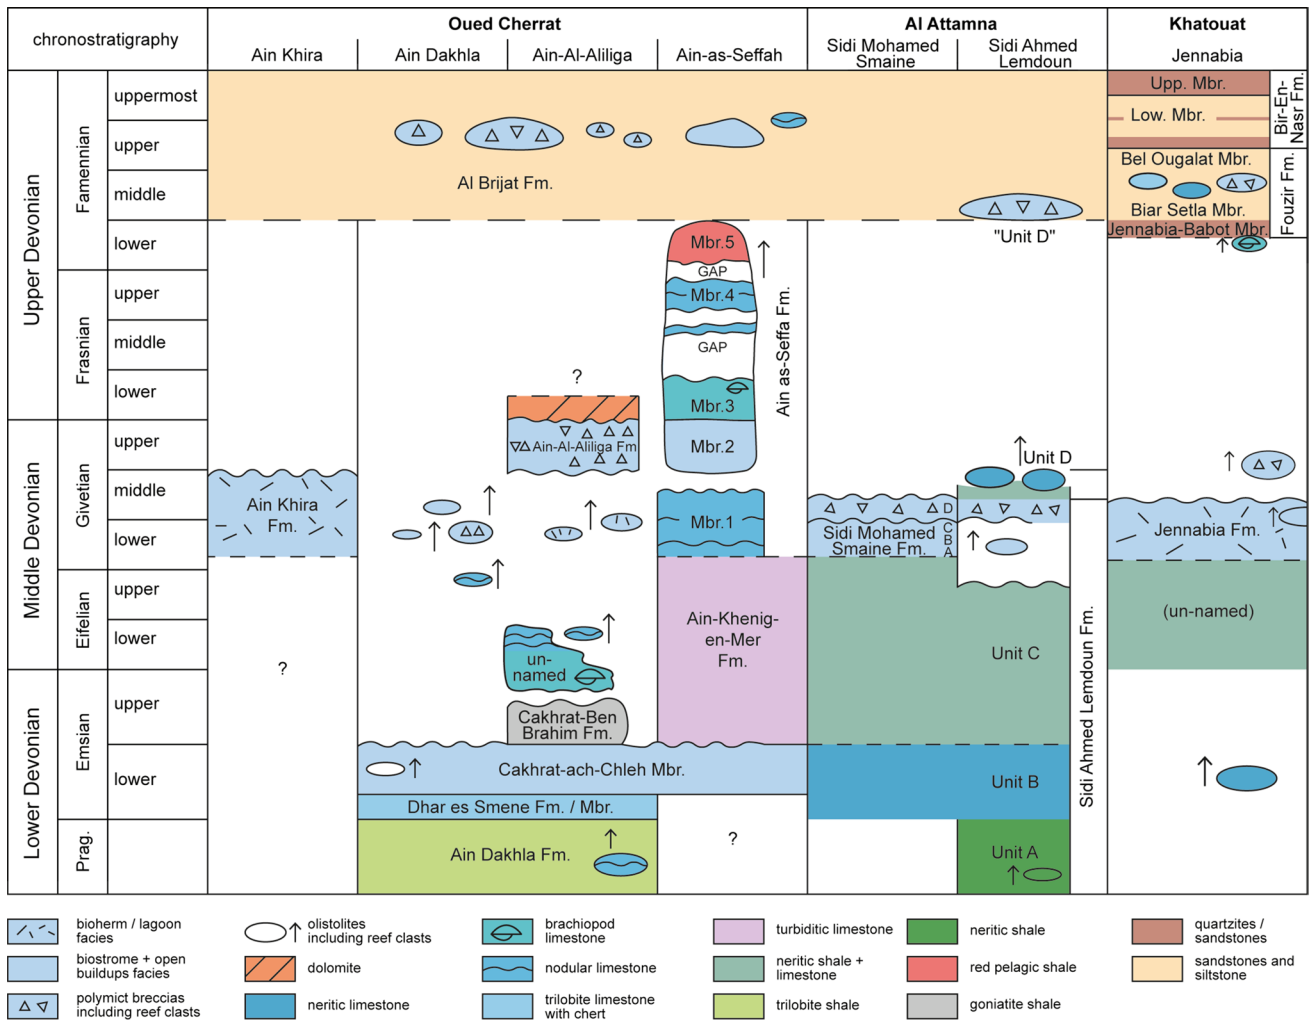 chronostratigraphy
Oued Cherrat
Al Attamna
Khatouat
Ain Khira
Ain Dakhla
Ain-Al-Aliliga
Ain-as-Seffah
Sidi Mohamed
Smaine
Sidi Ahmed
Lemdoun
Jennabia
Upper Devonian
Middle Devonian
Lower Devonian
Famennian
Frasnian
Givetian
Eifelian
Emsian
Prag.
uppermost
upper
middle
lower
upper
middle
lower
upper
middle
lower
upper
lower
upper
lower
Al Brijat Fm.
"Unit D"
Upp. Mbr.
Low. Mbr.
Bir-En-
Nasr Fm.
Bel Ougalat Mbr.
Biar Setla Mbr.
Jennabia-Babot Mbr.
Fouzir Fm.
Mbr.5
GAP
Mbr.4
GAP
Mbr.3
Mbr.2
Mbr.1
Ain as-Seffa Fm.
?
Ain-Al-Aliliga Fm
Ain Khira
Fm.
?
un-
named
Cakhrat-Ben
Brahim Fm.
Ain-Khenig-
en-Mer
Fm.
Cakhrat-ach-Chleh Mbr.
Dhar es Smene Fm. / Mbr.
Ain Dakhla Fm.
?
D
Sidi Mohamed
Smaine Fm.
C
B
A
Unit D
Unit C
Unit B
Unit A
Sidi Ahmed Lemdoun Fm.
Jennabia Fm.
(un-named)
bioherm / lagoon
facies
biostrome + open
buildups facies
polymict breccias
including reef clasts
olistolites
including reef clasts
dolomite
neritic limestone
brachiopod
limestone
nodular limestone
trilobite limestone
with chert
turbiditic limestone
neritic shale +
limestone
trilobite shale
neritic shale
red pelagic shale
goniatite shale
quartzites /
sandstones
sandstones and
siltstone